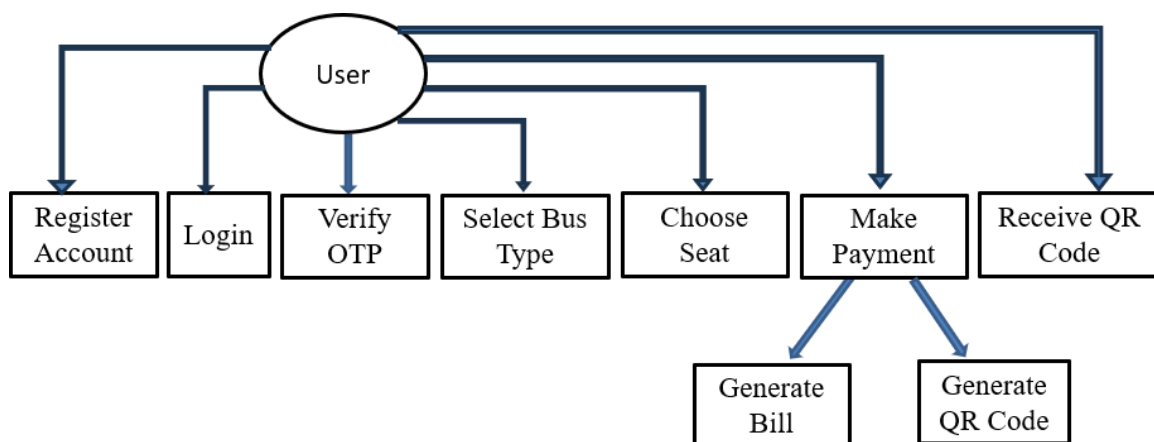 User
Register
Account
Login
Verify
OTP
Select Bus
Type
Choose
Seat
Make
Payment
Receive QR
Code
Generate
Bill
Generate
QR Code